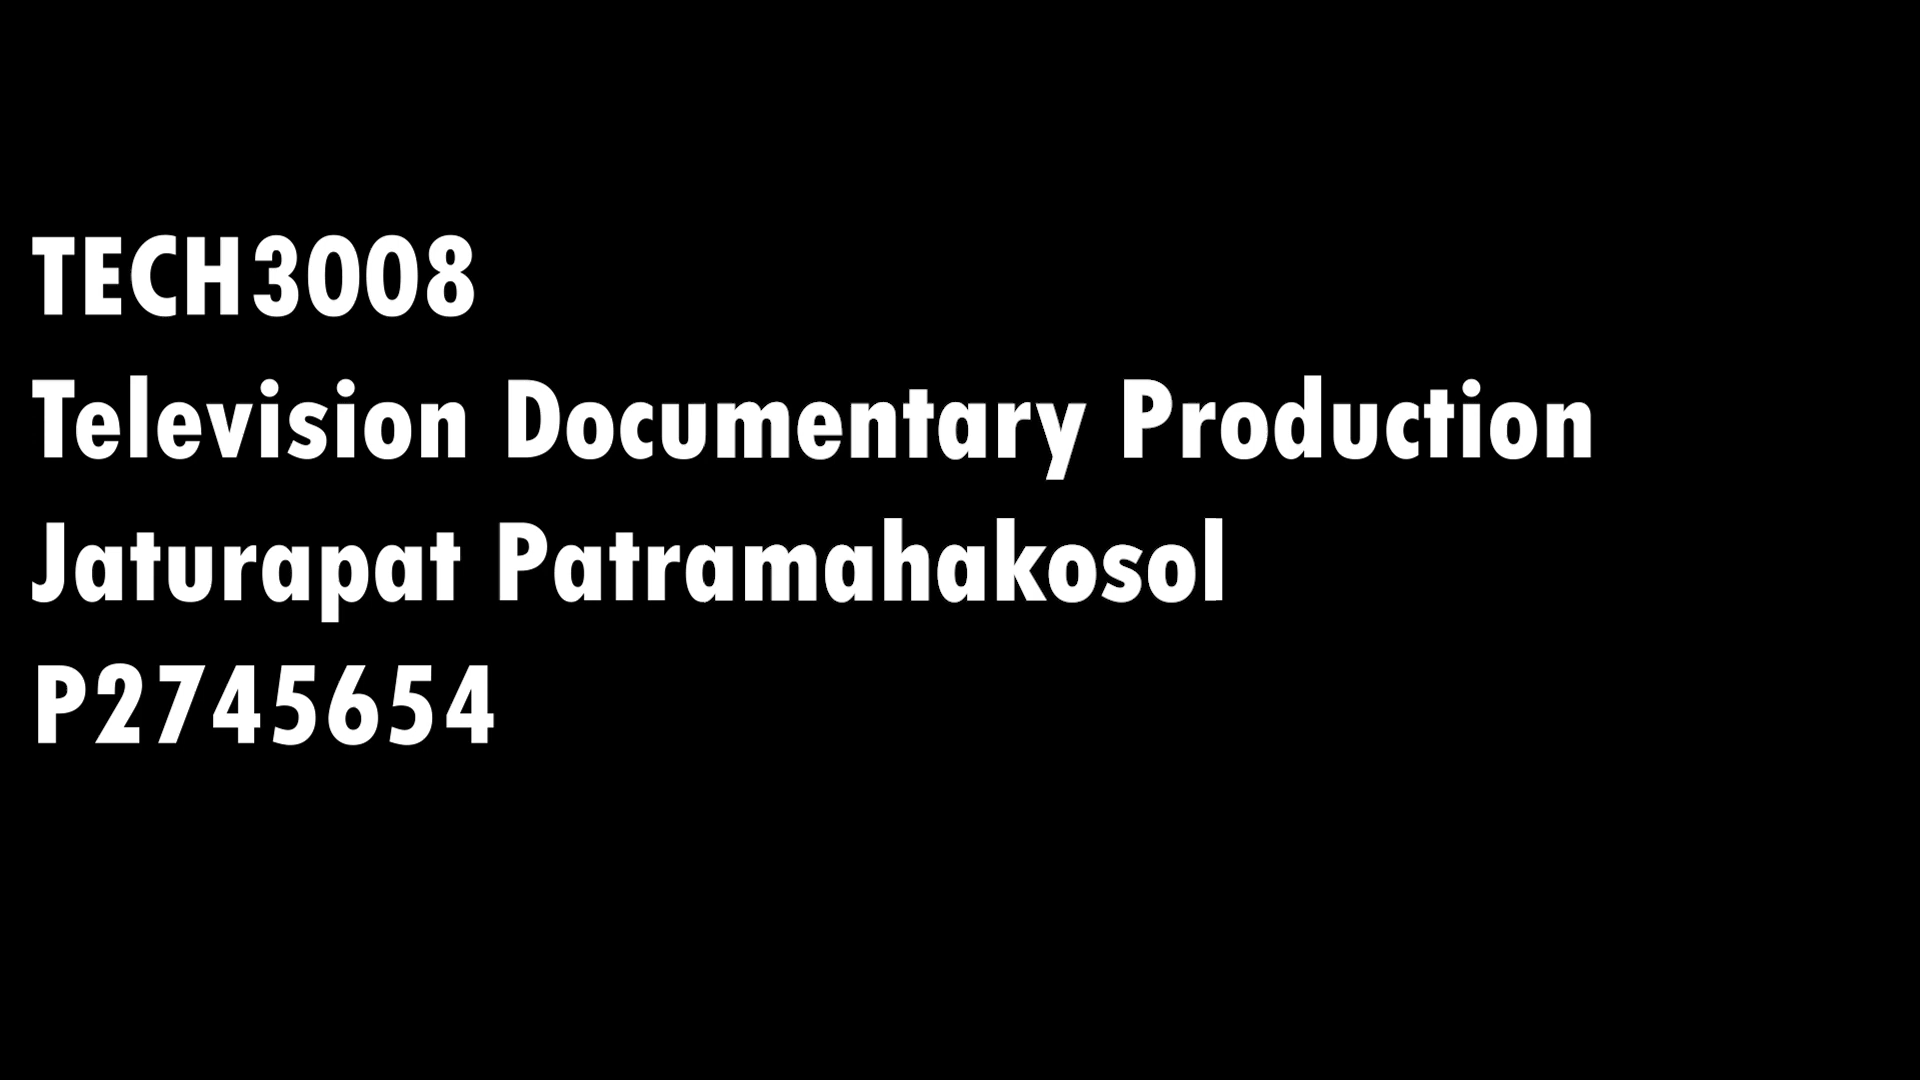 TECH3008
Television Documentary Production
Jaturapat Patramahakosol
P2745654